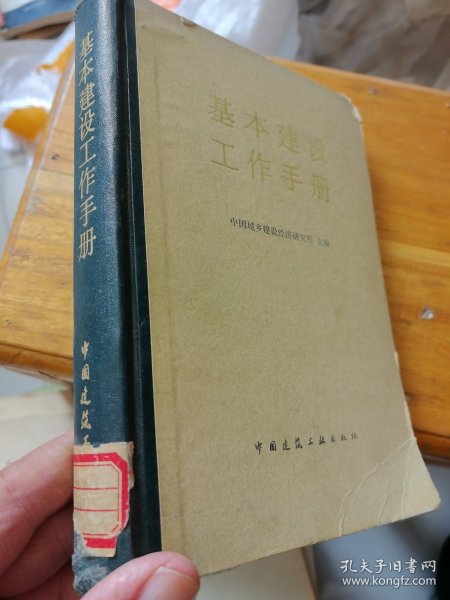 基本建设工作手册
中国建筑工
基本建设
工作手册
中国城乡建设经济研究所 主编
中国建筑工业出版社
孔夫子旧书网
www.kongfz.com